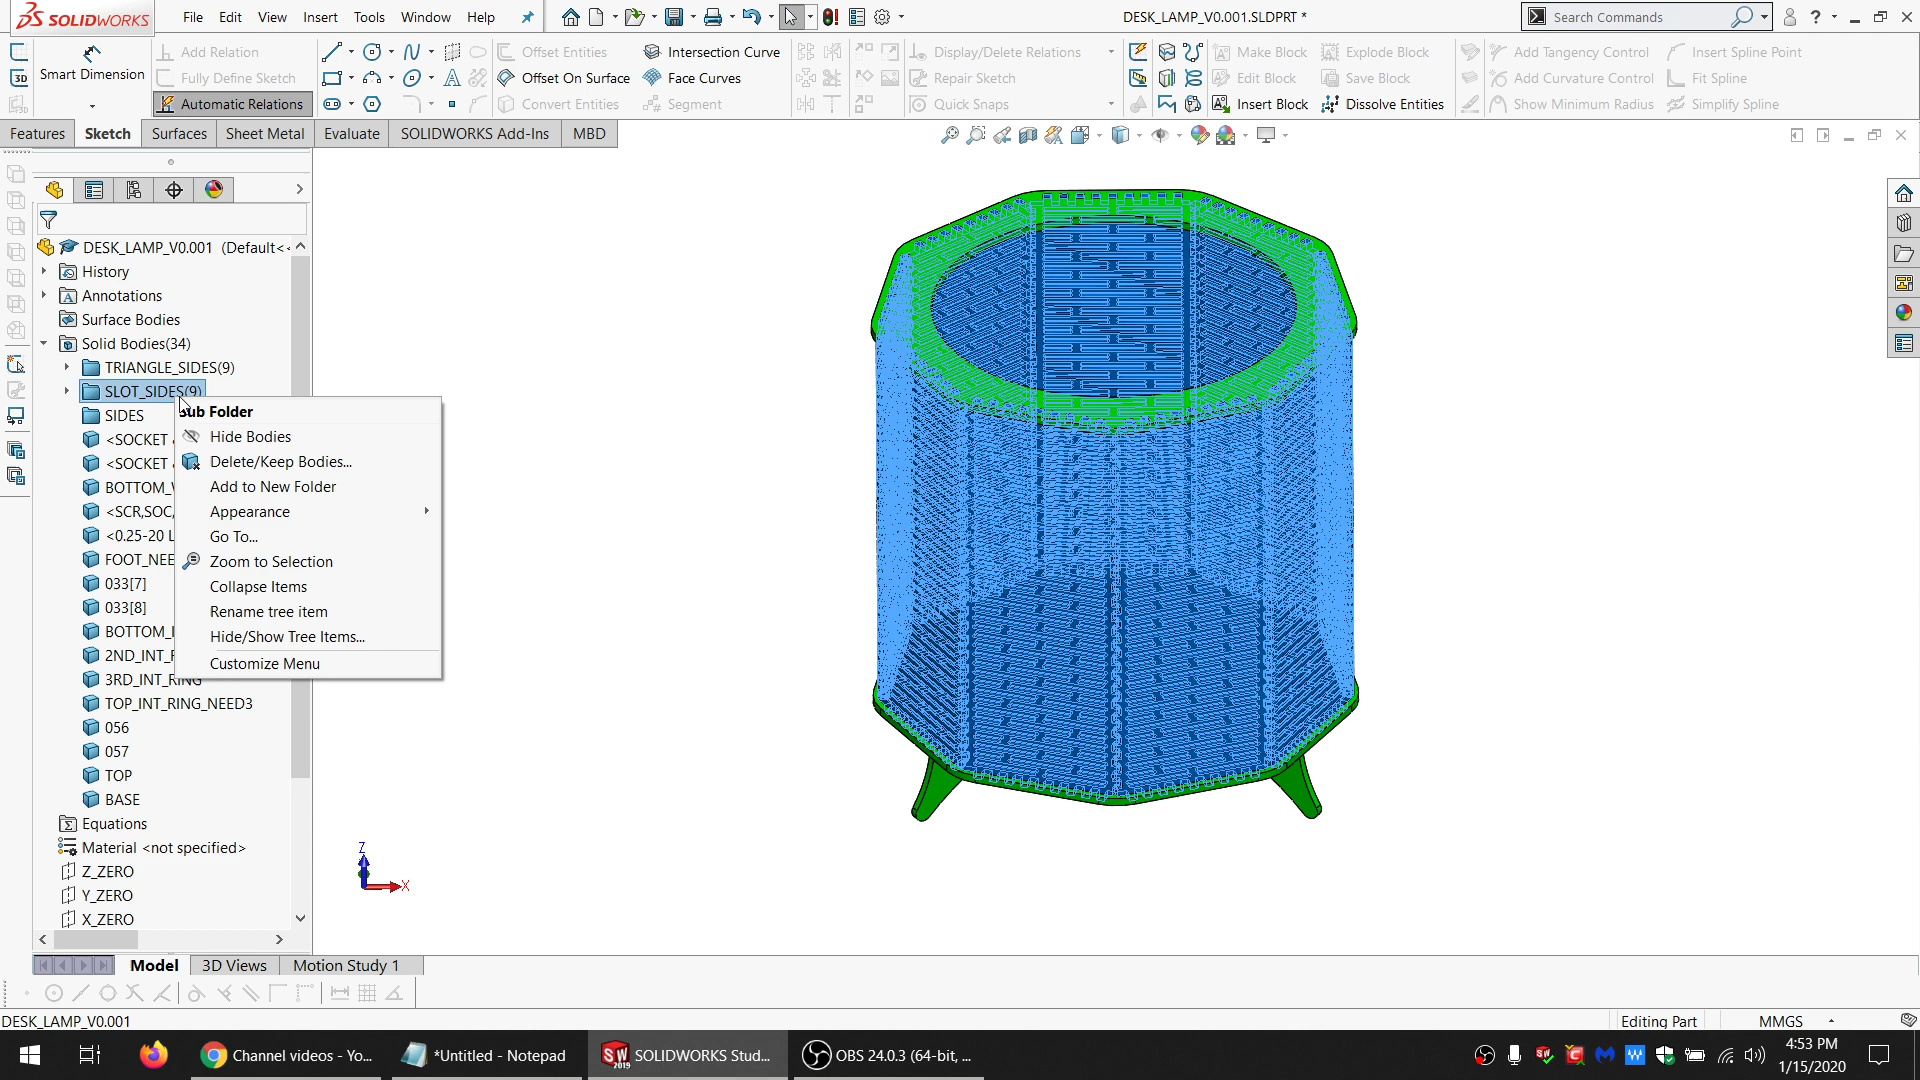 SOLIDWORKS
File Edit View Insert Tools Window Help
DESK_LAMP_V0.001.SLDPRT *
Search Commands
?
Smart Dimension
Add Relation
Fully Define Sketch
Automatic Relations
Offset Entities
Offset On Surface
Convert Entities
Intersection Curve
Face Curves
Segment
Display/Delete Relations
Repair Sketch
Quick Snaps
Make Block
Edit Block
Insert Block
Explode Block
Save Block
Dissolve Entities
Add Tangency Control
Add Curvature Control
Show Minimum Radius
Insert Spline Point
Fit Spline
Simplify Spline
Features Sketch Surfaces Sheet Metal Evaluate SOLIDWORKS Add-Ins MBD
DESK_LAMP_V0.001 (Default<
History
Annotations
Surface Bodies
Solid Bodies(34)
TRIANGLE_SIDES(9)
SLOT_SIDES(9)
SIDES
<SOCKET
<SOCKET
BOTTOM_
<SCR,SOC,
<0.25-20
FOOT_NEE
033[7]
033[8]
BOTTOM_
2ND_INT_
3RD_INT_RING
TOP_INT_RING_NEED3
056
057
TOP
BASE
Equations
Material <not specified>
Z_ZERO
Y_ZERO
X_ZERO
Sub Folder
Hide Bodies
Delete/Keep Bodies...
Add to New Folder
Appearance
Go To...
Zoom to Selection
Collapse Items
Rename tree item
Hide/Show Tree Items...
Customize Menu
Z
X
Model 3D Views Motion Study 1
DESK_LAMP_V0.001
Editing Part
MMGS
Channel videos - Yo...
*Untitled - Notepad
SOLIDWORKS Stud...
OBS 24.0.3 (64-bit, ...
4:53 PM
1/15/2020